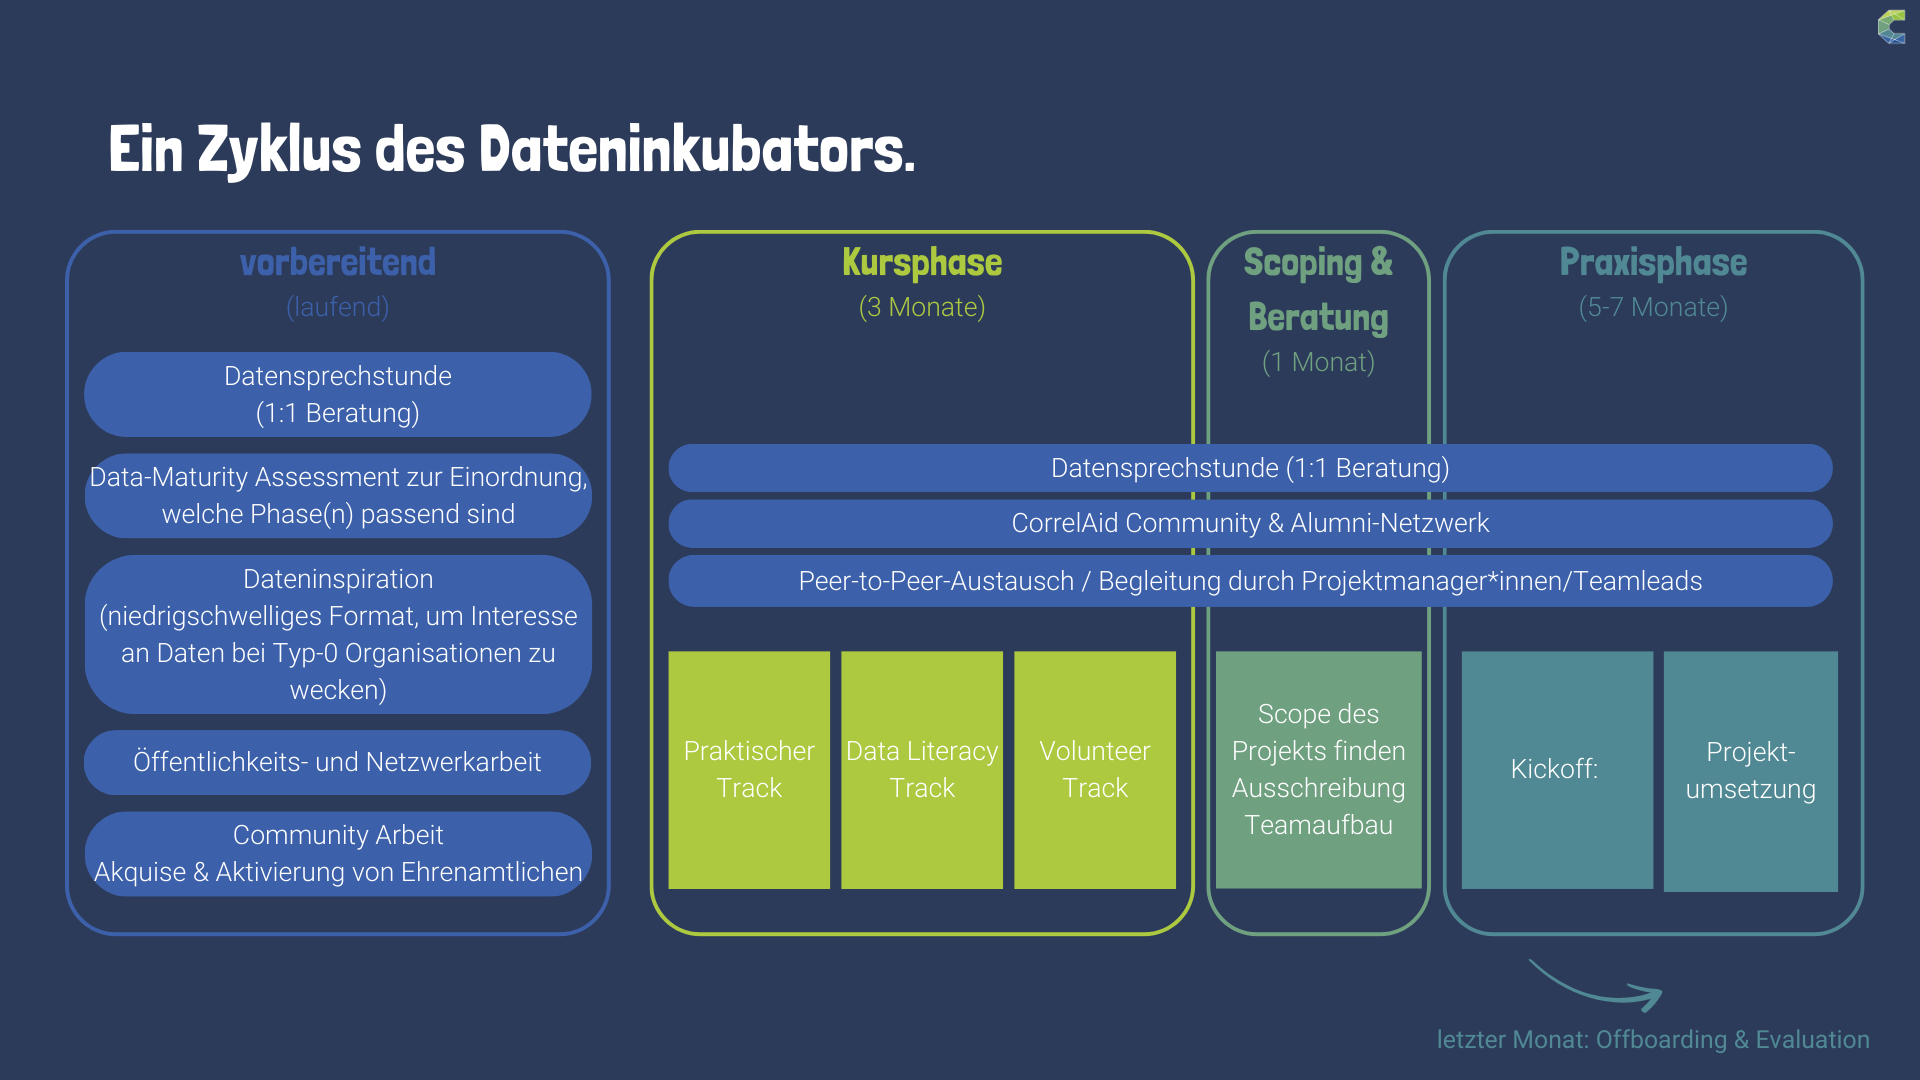 Ein Zyklus des Dateninkubators.
vorbereitend
(laufend)
Datensprechstunde
(1:1 Beratung)
Data-Maturity Assessment zur Einordnung,
welche Phase(n) passend sind
Dateninspiration
(niedrigschwelliges Format, um Interesse
an Daten bei Typ-0 Organisationen zu
wecken)
Öffentlichkeits- und Netzwerkarbeit
Community Arbeit
Akquise & Aktivierung von Ehrenamtlichen
Kursphase
(3 Monate)
Scoping &
Beratung
(1 Monat)
Praxisphase
(5-7 Monate)
Datensprechstunde (1:1 Beratung)
CorrelAid Community & Alumni-Netzwerk
Peer-to-Peer-Austausch / Begleitung durch Projektmanager*innen/Teamleads
Praktischer
Track
Data Literacy
Track
Volunteer
Track
Scope des
Projekts finden
Ausschreibung
Teamaufbau
Kickoff:
Projekt-
umsetzung
letzter Monat: Offboarding & Evaluation